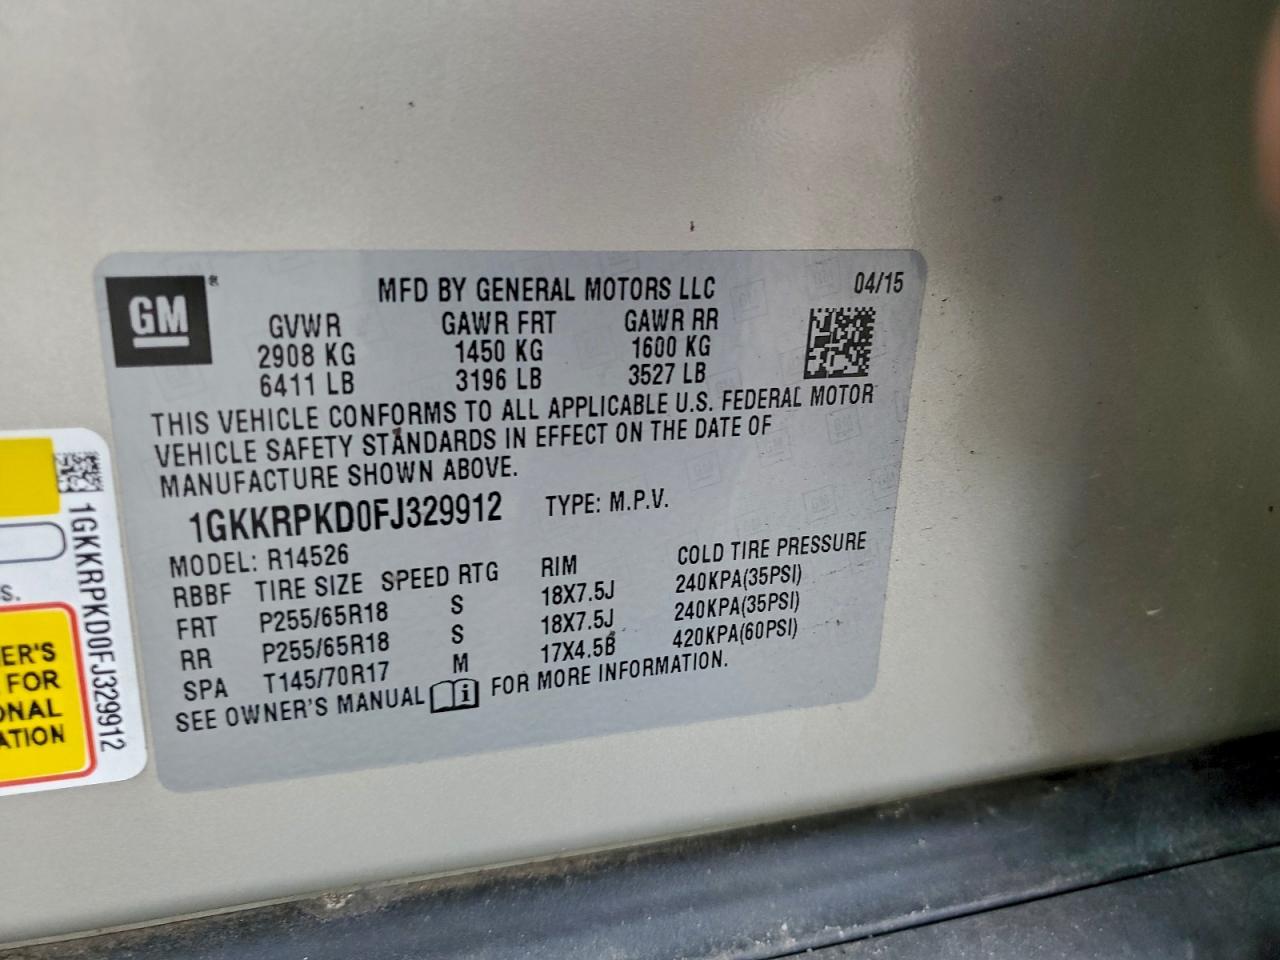 GM®
MFD BY GENERAL MOTORS LLC 04/15
GVWR GAWR FRT GAWR RR
2908 KG 1450 KG 1600 KG
6411 LB 3196 LB 3527 LB
THIS VEHICLE CONFORMS TO ALL APPLICABLE U.S. FEDERAL MOTOR
VEHICLE SAFETY STANDARDS IN EFFECT ON THE DATE OF
MANUFACTURE SHOWN ABOVE.
1GKKRPKD0FJ329912 TYPE: M.P.V.
MODEL: R14526
RBBF TIRE SIZE SPEED RTG RIM COLD TIRE PRESSURE
FRT P255/65R18 S 18X7.5J 240KPA(35PSI)
RR P255/65R18 S 18X7.5J 240KPA(35PSI)
SPA T145/70R17 M 17X4.5B 420KPA(60PSI)
SEE OWNER'S MANUAL i FOR MORE INFORMATION.
1GKKRPKD0FJ329912
S.
ER'S
FOR
ONAL
ATION